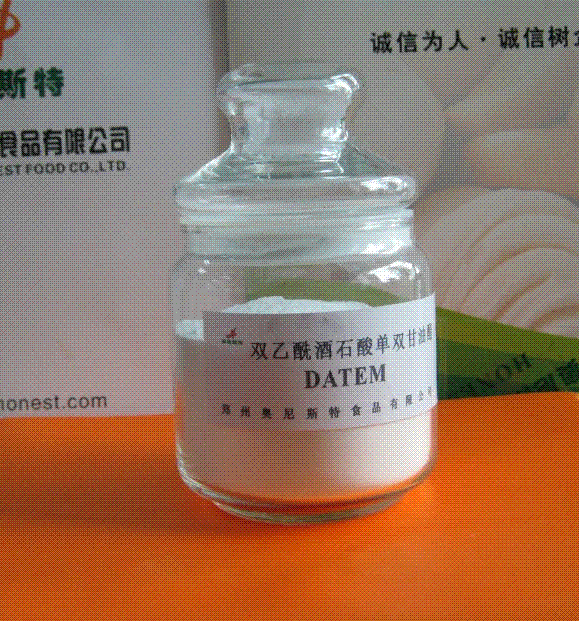 诚信为人·诚信树
斯特
食品有限公司
EST FOOD CO.,LTD.
双乙酰酒石酸单双甘油酯
DATEM
郑州奥尼斯特食品有限公司
HONES
honest.com